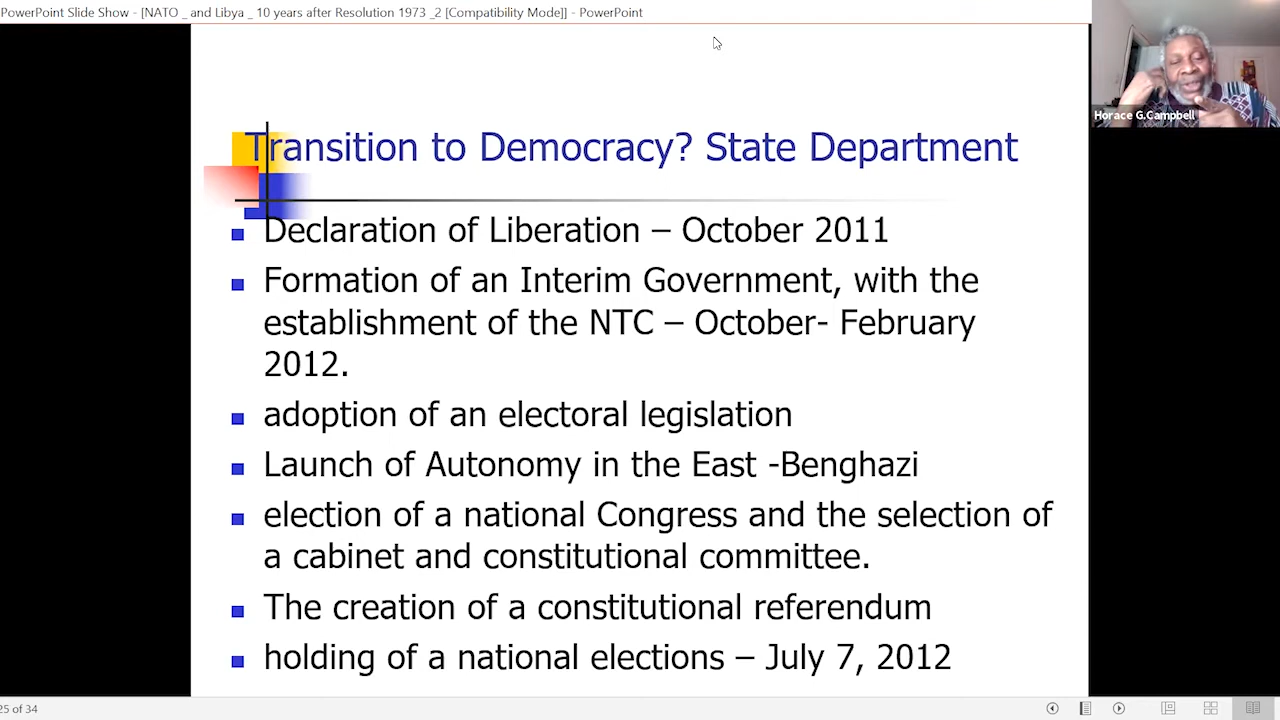 PowerPoint Slide Show - [NATO _ and Libya _ 10 years after Resolution 1973 _2 [Compatibility Mode]] - PowerPoint
Horace G.Campbell
Transition to Democracy? State Department
Declaration of Liberation – October 2011
Formation of an Interim Government, with the
establishment of the NTC – October- February
2012.
adoption of an electoral legislation
Launch of Autonomy in the East -Benghazi
election of a national Congress and the selection of
a cabinet and constitutional committee.
The creation of a constitutional referendum
holding of a national elections – July 7, 2012
25 of 34